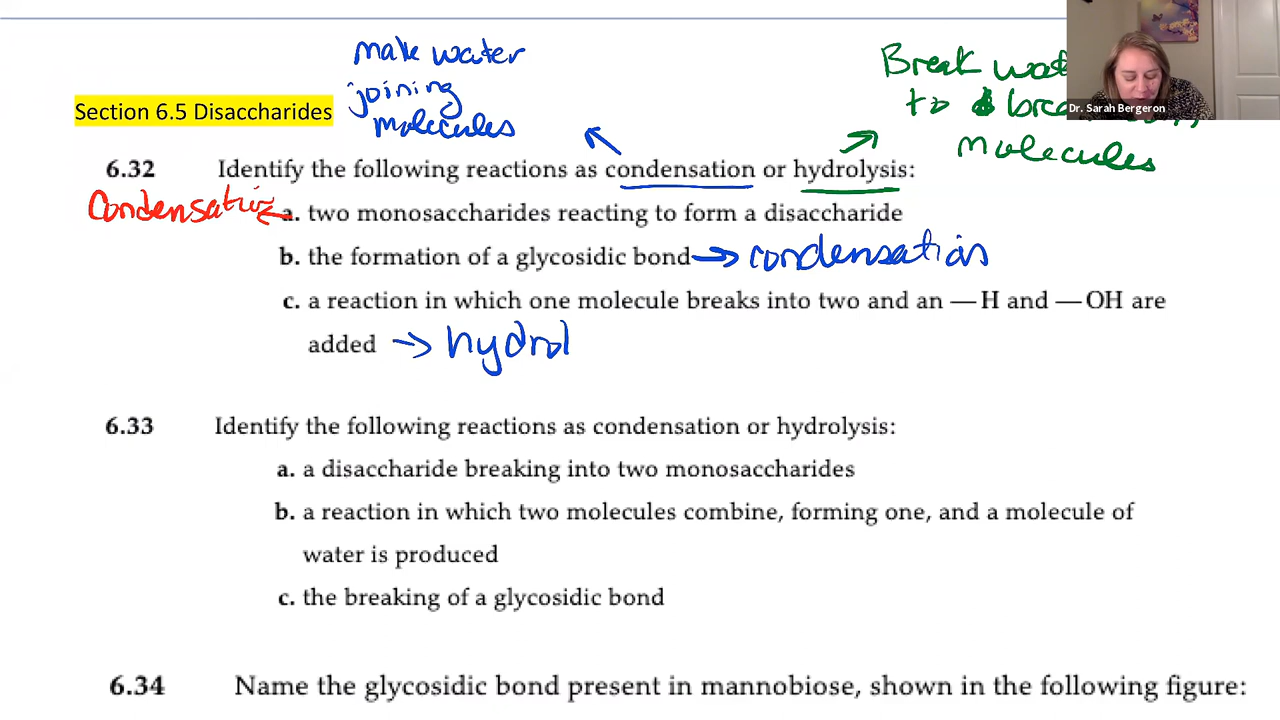 make water
joining
molecules
Break
to
molecules
Dr. Sarah Bergeron
Section 6.5 Disaccharides
6.32 Identify the following reactions as condensation or hydrolysis:
Condensation a. two monosaccharides reacting to form a disaccharide
b. the formation of a glycosidic bond → condensation
c. a reaction in which one molecule breaks into two and an —H and —OH are
added → hydrol
6.33 Identify the following reactions as condensation or hydrolysis:
a. a disaccharide breaking into two monosaccharides
b. a reaction in which two molecules combine, forming one, and a molecule of
water is produced
c. the breaking of a glycosidic bond
6.34 Name the glycosidic bond present in mannobiose, shown in the following figure: